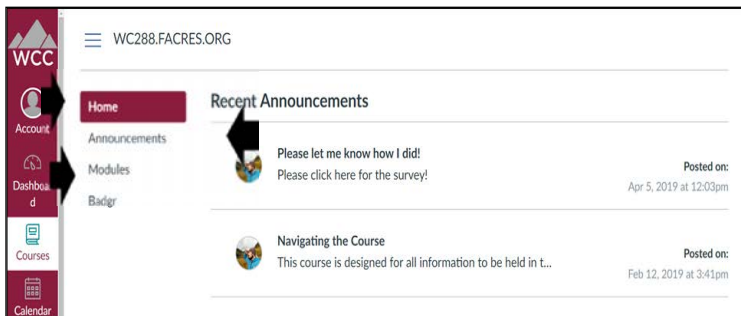 WCC
Account
Dashboa
d
Courses
Calendar
WC288.FACRES.ORG
Home
Announcements
Modules
Badgr
Recent Announcements
Please let me know how I did!
Please click here for the survey!
Posted on:
Apr 5, 2019 at 12:03pm
Navigating the Course
This course is designed for all information to be held in t...
Posted on:
Feb 12, 2019 at 3:41pm